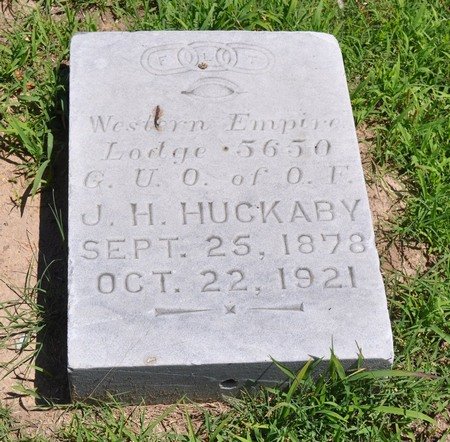 F L T
Western Empire
Lodge 5650
G. U. O. of O. F.
J. H. HUCKABY
SEPT. 25, 1878
OCT. 22, 1921